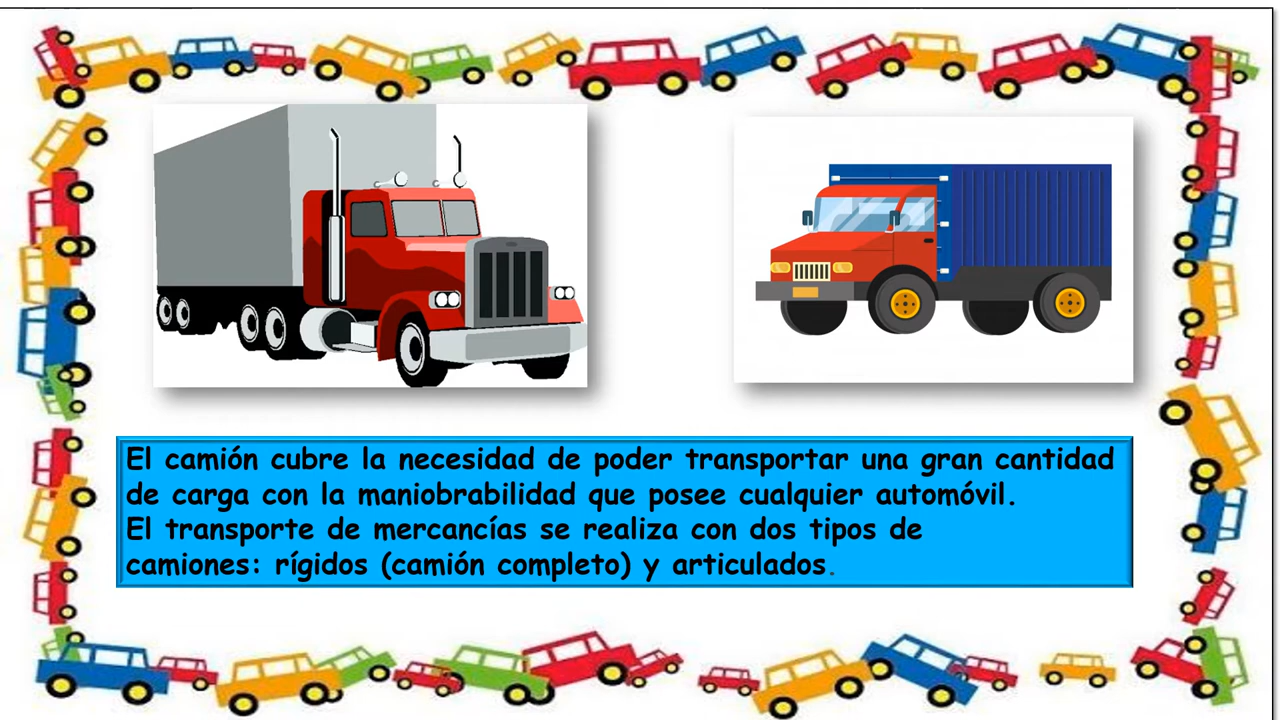 El camión cubre la necesidad de poder transportar una gran cantidad
de carga con la maniobrabilidad que posee cualquier automóvil.
El transporte de mercancías se realiza con dos tipos de
camiones: rígidos (camión completo) y articulados.